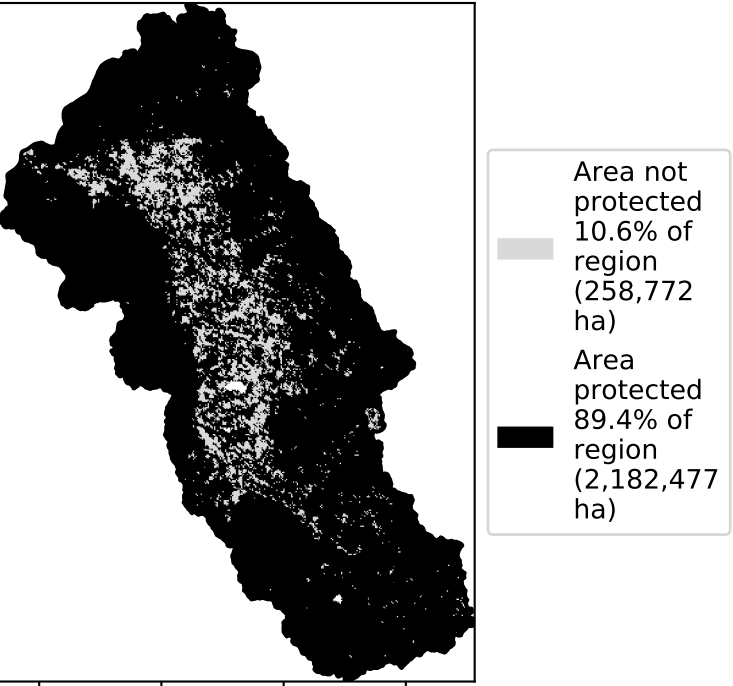 Area not
protected
10.6% of
region
(258,772
ha)
Area
protected
89.4% of
region
(2,182,477
ha)